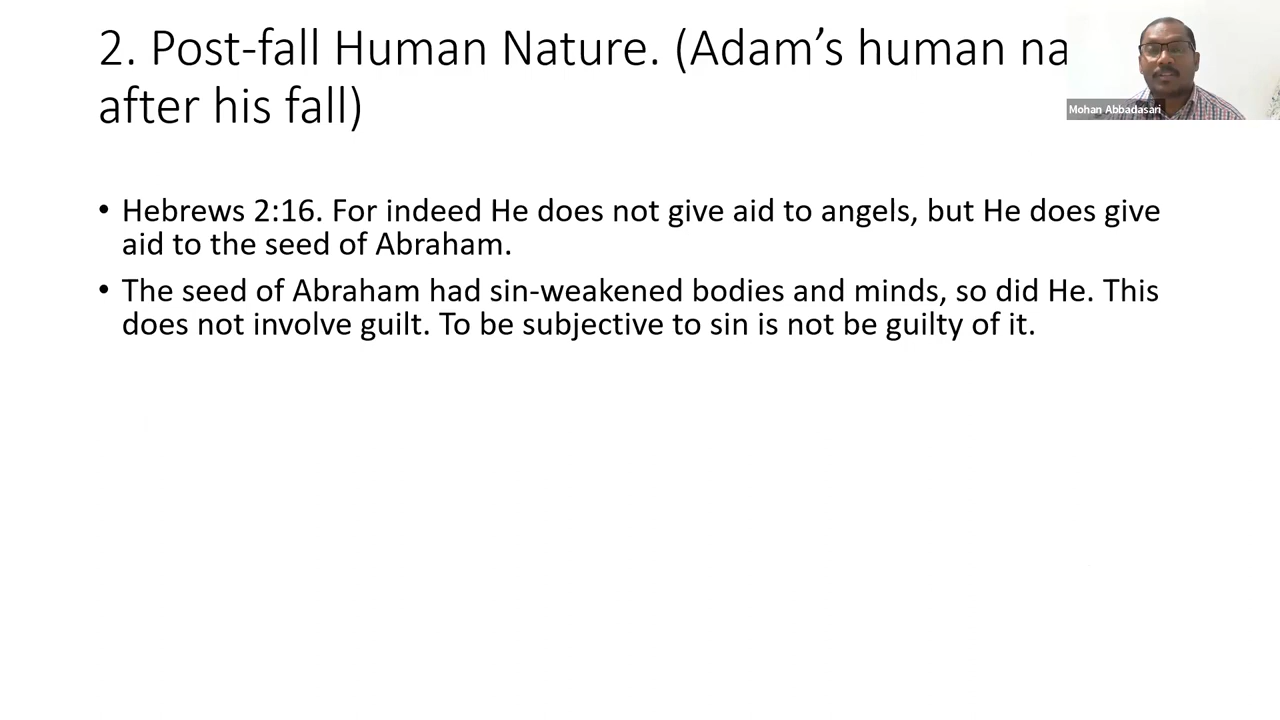 2. Post-fall Human Nature. (Adam’s human na
after his fall)
Mohan Abbadasari
• Hebrews 2:16. For indeed He does not give aid to angels, but He does give
aid to the seed of Abraham.
• The seed of Abraham had sin-weakened bodies and minds, so did He. This
does not involve guilt. To be subjective to sin is not be guilty of it.